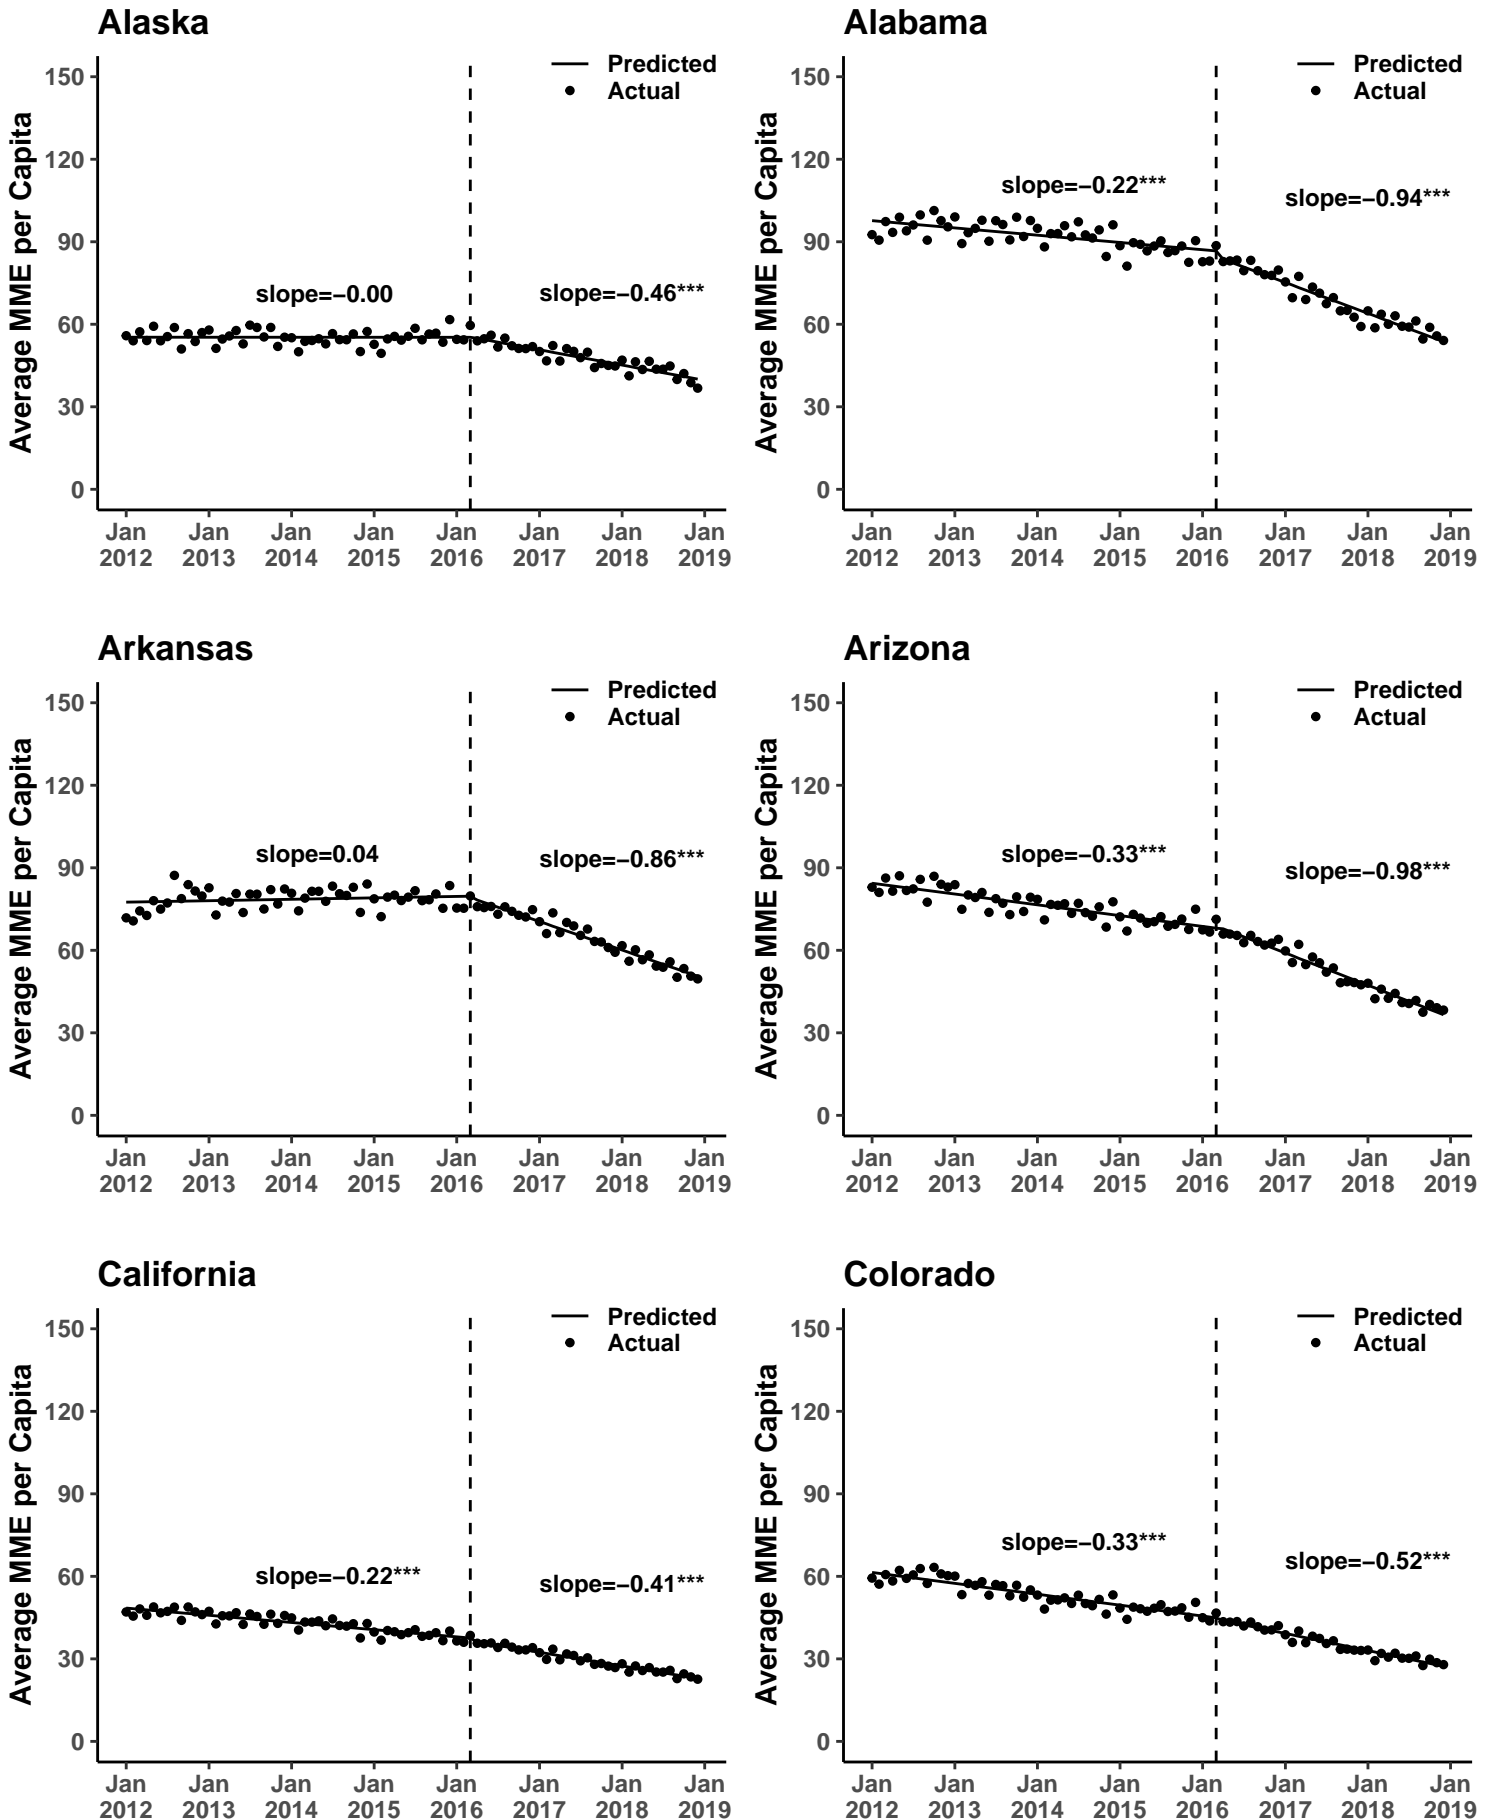 Alaska
Predicted
Actual
Average MME per Capita
150
120
90
60
30
0
slope=−0.00
slope=−0.46***
Jan Jan Jan Jan Jan Jan Jan Jan
2012 2013 2014 2015 2016 2017 2018 2019
Alabama
Predicted
Actual
Average MME per Capita
150
120
90
60
30
0
slope=−0.22***
slope=−0.94***
Jan Jan Jan Jan Jan Jan Jan Jan
2012 2013 2014 2015 2016 2017 2018 2019
Arkansas
Predicted
Actual
Average MME per Capita
150
120
90
60
30
0
slope=0.04
slope=−0.86***
Jan Jan Jan Jan Jan Jan Jan Jan
2012 2013 2014 2015 2016 2017 2018 2019
Arizona
Predicted
Actual
Average MME per Capita
150
120
90
60
30
0
slope=−0.33***
slope=−0.98***
Jan Jan Jan Jan Jan Jan Jan Jan
2012 2013 2014 2015 2016 2017 2018 2019
California
Predicted
Actual
Average MME per Capita
150
120
90
60
30
0
slope=−0.22***
slope=−0.41***
Jan Jan Jan Jan Jan Jan Jan Jan
2012 2013 2014 2015 2016 2017 2018 2019
Colorado
Predicted
Actual
Average MME per Capita
150
120
90
60
30
0
slope=−0.33***
slope=−0.52***
Jan Jan Jan Jan Jan Jan Jan Jan
2012 2013 2014 2015 2016 2017 2018 2019